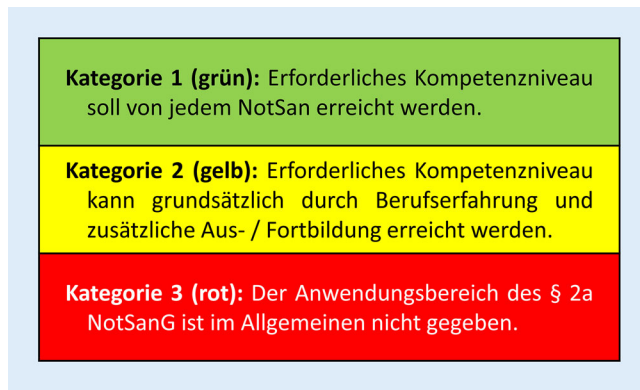 Kategorie 1 (grün): Erforderliches Kompetenzniveau
soll von jedem NotSan erreicht werden.
Kategorie 2 (gelb): Erforderliches Kompetenzniveau
kann grundsätzlich durch Berufserfahrung und
zusätzliche Aus- / Fortbildung erreicht werden.
Kategorie 3 (rot): Der Anwendungsbereich des § 2a
NotSanG ist im Allgemeinen nicht gegeben.